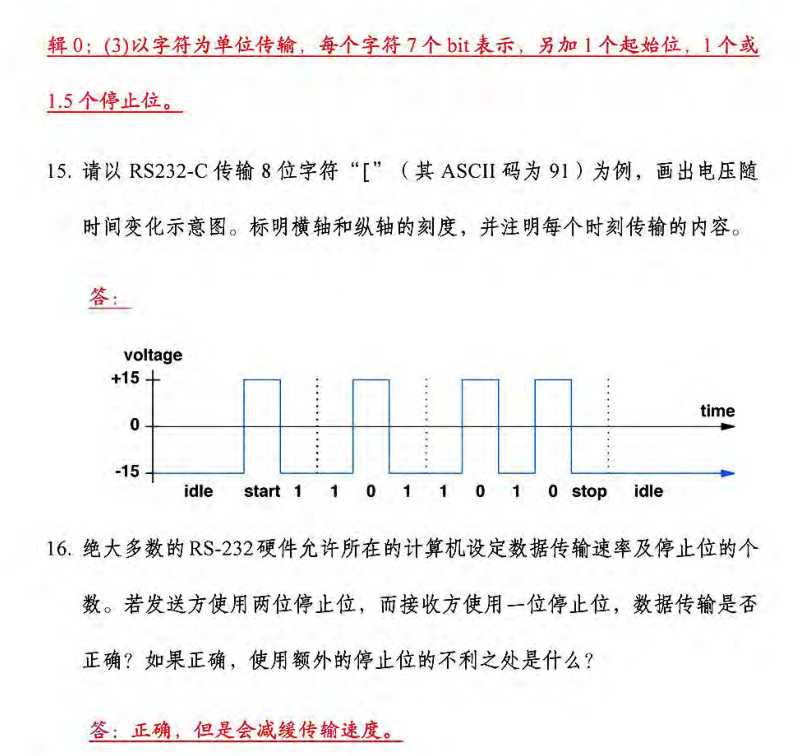 辑 0；(3)以字符为单位传输，每个字符 7 个 bit 表示，另加 1 个起始位，1 个或
1.5 个停止位。
15. 请以 RS232-C 传输 8 位字符“[”（其 ASCII 码为 91）为例，画出电压随
时间变化示意图。标明横轴和纵轴的刻度，并注明每个时刻传输的内容。
答：
voltage
+15
time
0
-15
idle start 1 1 0 1 1 0 1 0 stop idle
16. 绝大多数的 RS-232 硬件允许所在的计算机设定数据传输速率及停止位的个
数。若发送方使用两位停止位，而接收方使用一位停止位，数据传输是否
正确？如果正确，使用额外的停止位的不利之处是什么？
答：正确，但是会减缓传输速度。